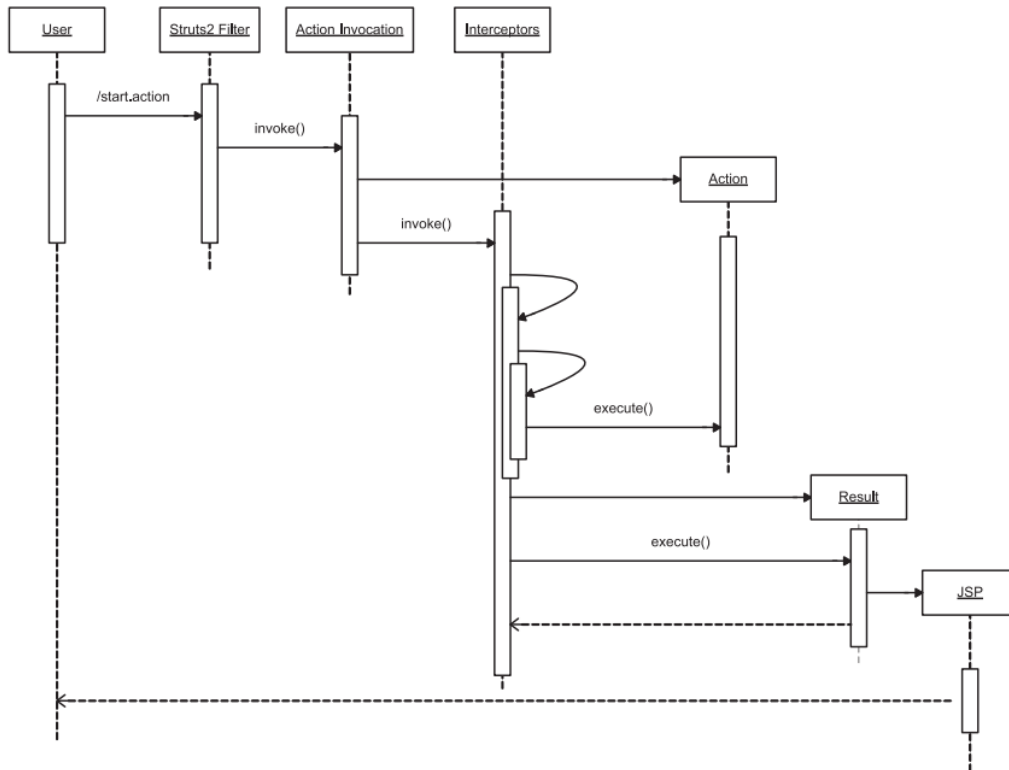 User
Struts2 Filter
Action Invocation
Interceptors
/start.action
invoke()
Action
invoke()
execute()
Result
execute()
JSP